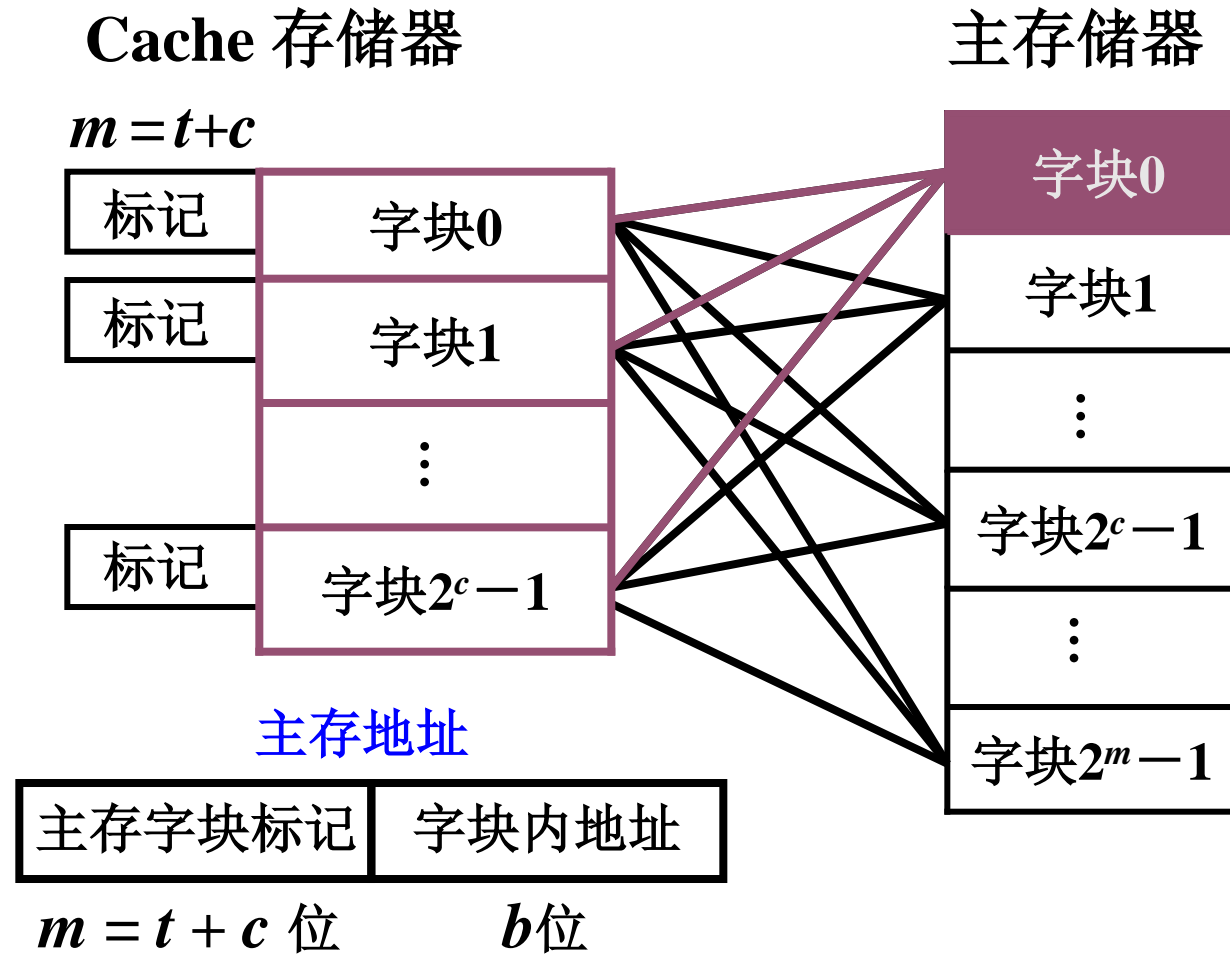 Cache 存储器
主存储器
m = t+c
标记
字块0
标记
字块1
⋮
标记
字块2ᶜ－1
字块0
字块1
⋮
字块2ᶜ－1
⋮
字块2ᵐ－1
主存地址
主存字块标记
字块内地址
m = t + c 位
b位